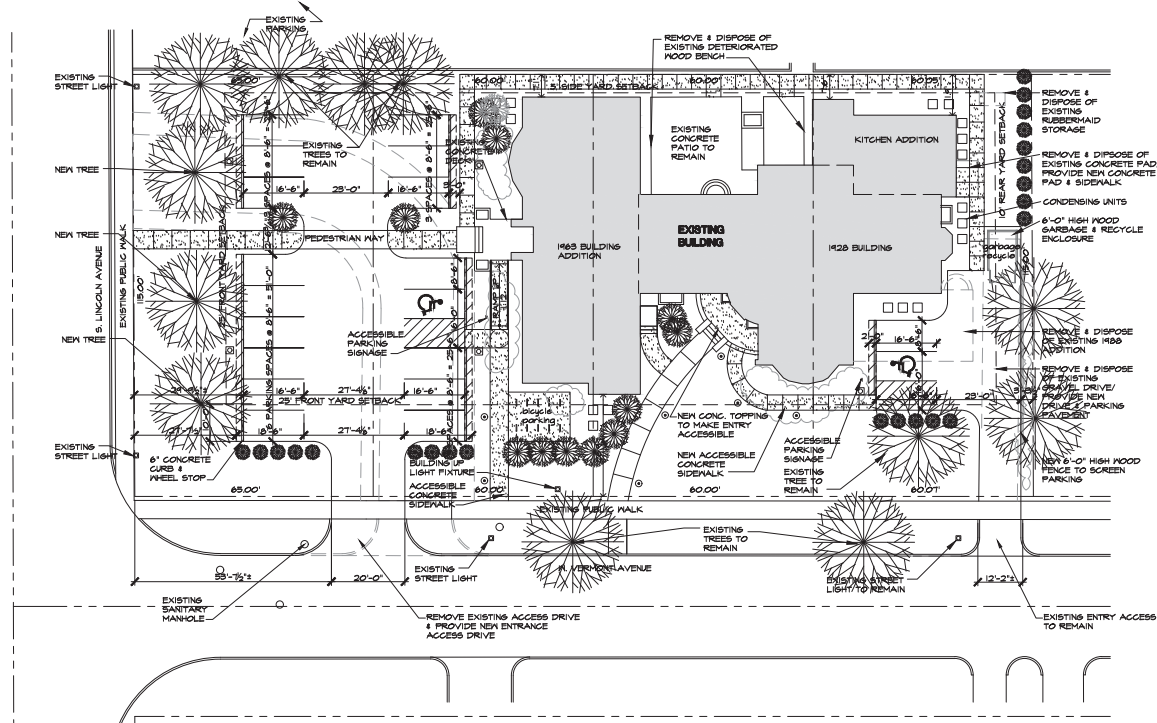 EXISTING
PARKING
EXISTING
STREET LIGHT
60.00'
60.00'
60.05'
5' SIDE YARD SETBACK
REMOVE & DISPOSE OF
EXISTING DETERIORATED
WOOD BENCH
REMOVE &
DISPOSE OF
EXISTING
RUBBERMAID
STORAGE
EXISTING
TREES TO
REMAIN
EXISTING
CONCRETE
DECK
EXISTING
CONCRETE
PATIO TO
REMAIN
KITCHEN ADDITION
10' REAR YARD SETBACK
REMOVE & DIPSOSE OF
EXISTING CONCRETE PAD.
PROVIDE NEW CONCRETE
PAD & SIDEWALK
NEW TREE
16'-6"
23'-0"
16'-6"
CONDENSING UNITS
6'-0" HIGH WOOD
GARBAGE & RECYCLE
ENCLOSURE
NEW TREE
PEDESTRIAN WAY
1963 BUILDING
ADDITION
EXISTING
BUILDING
1928 BUILDING
garbage/
recycle
S. LINCOLN AVENUE
EXISTING PUBLIC WALK
115.00'
25' FRONT YARD SETBACK
115.00'
NEW TREE
ACCESSIBLE
PARKING
SIGNAGE
16'-6"
REMOVE & DISPOSE
OF EXISTING 1988
ADDITION
REMOVE & DISPOSE
OF EXISTING
GRAVEL DRIVE/
PROVIDE NEW
DRIVE & PARKING
PAVEMENT
16'-6"
27'-4½"
16'-6"
23'-0"
25' FRONT YARD SETBACK
bicycle
parking
NEW CONC. TOPPING
TO MAKE ENTRY
ACCESSIBLE
18'-6"
27'-4½"
18'-6"
EXISTING
STREET LIGHT
6" CONCRETE
CURB &
WHEEL STOP
BUILDING UP
LIGHT FIXTURE
NEW ACCESSIBLE
CONCRETE
SIDEWALK
ACCESSIBLE
PARKING
SIGNAGE
EXISTING
TREE TO
REMAIN
NEW 6'-0" HIGH WOOD
FENCE TO SCREEN
PARKING
65.00'
ACCESSIBLE
CONCRETE
SIDEWALK
60.00'
60.00'
60.07'
EXISTING PUBLIC WALK
EXISTING
TREES TO
REMAIN
53'-7½"±
20'-0"
EXISTING
STREET LIGHT
W. VERMONT AVENUE
EXISTING STREET
LIGHT TO REMAIN
12'-2"±
EXISTING
SANITARY
MANHOLE
REMOVE EXISTING ACCESS DRIVE
& PROVIDE NEW ENTRANCE
ACCESS DRIVE
EXISTING ENTRY ACCESS
TO REMAIN